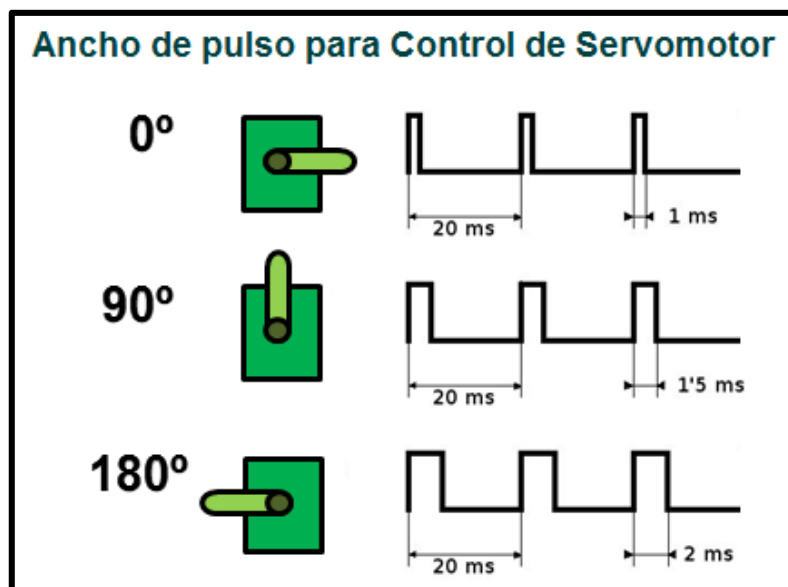 Ancho de pulso para Control de Servomotor
0º
20 ms
1 ms
90º
20 ms
1'5 ms
180º
20 ms
2 ms